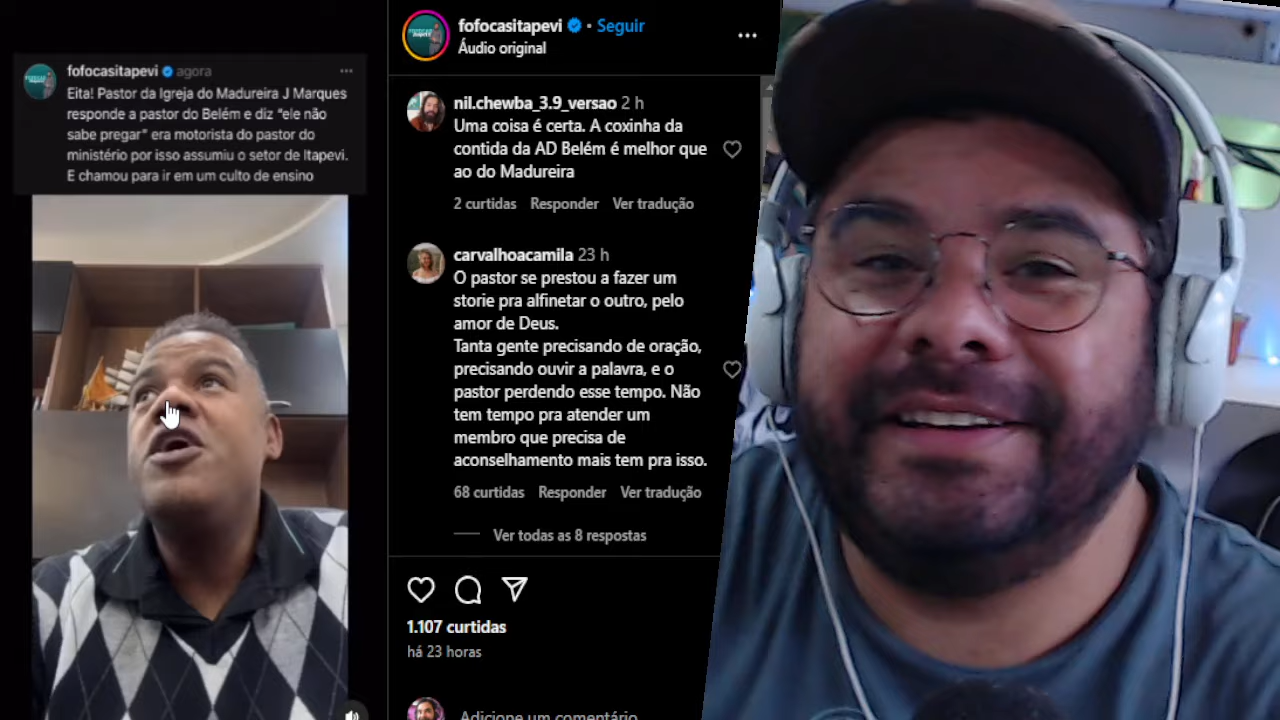 fofocasitapevi agora
Eita! Pastor da Igreja do Madureira J Marques
responde a pastor do Belém e diz “ele não
sabe pregar” era motorista do pastor do
ministério por isso assumiu o setor de Itapevi.
E chamou para ir em um culto de ensino
fofocasitapevi • Seguir
Áudio original
nil.chewba_3.9_versao 2 h
Uma coisa é certa. A coxinha da
contida da AD Belém é melhor que
ao do Madureira
2 curtidas Responder Ver tradução
carvalhoacamila 23 h
O pastor se prestou a fazer um
storie pra alfinetar o outro, pelo
amor de Deus.
Tanta gente precisando de oração,
precisando ouvir a palavra, e o
pastor perdendo esse tempo. Não
tem tempo pra atender um
membro que precisa de
aconselhamento mais tem pra isso.
68 curtidas Responder Ver tradução
Ver todas as 8 respostas
1.107 curtidas
há 23 horas
Adicione um comentário